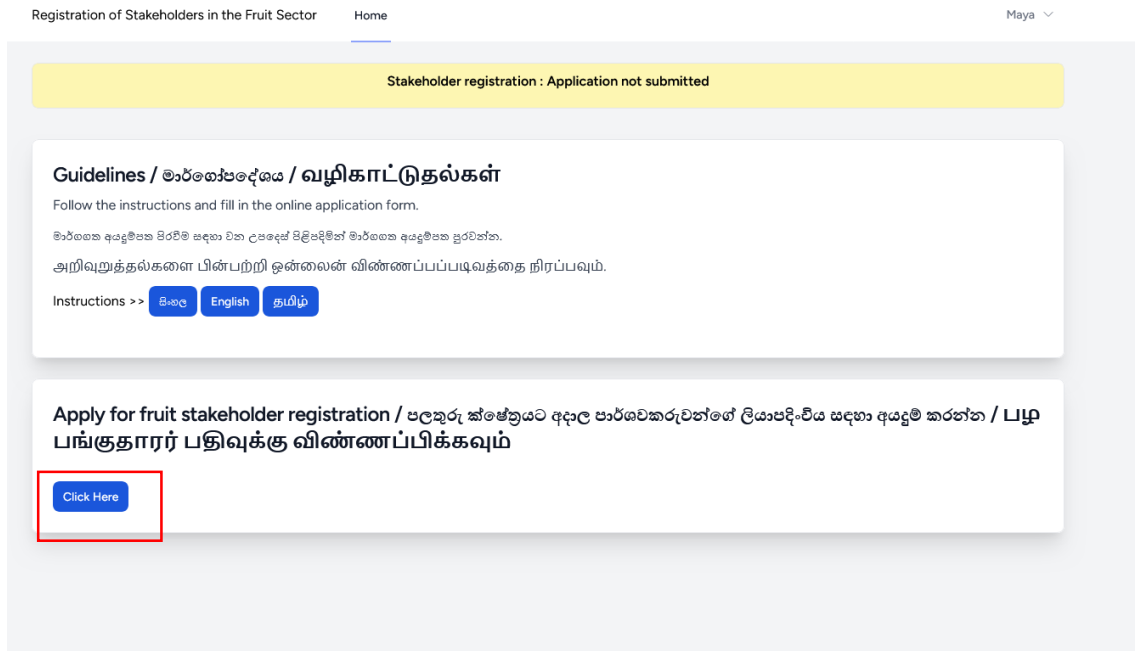 Registration of Stakeholders in the Fruit Sector Home Maya
Stakeholder registration : Application not submitted
Guidelines / මාර්ගෝපදේශය / வழிகாட்டுதல்கள்
Follow the instructions and fill in the online application form.
මාර්ගගත අයදුම්පත පිරවීම සඳහා වන උපදෙස් පිළිපදිමින් මාර්ගගත අයදුම්පත පුරවන්න.
அறிவுறுத்தல்களை பின்பற்றி ஒன்லைன் விண்ணப்பப்படிவத்தை நிரப்பவும்.
Instructions >> සිංහල English தமிழ்
Apply for fruit stakeholder registration / පලතුරු ක්ෂේත්‍රයට අදාල පාර්ශවකරුවන්ගේ ලියාපදිංචිය සඳහා අයදුම් කරන්න / பழ
பங்குதாரர் பதிவுக்கு விண்ணப்பிக்கவும்
Click Here